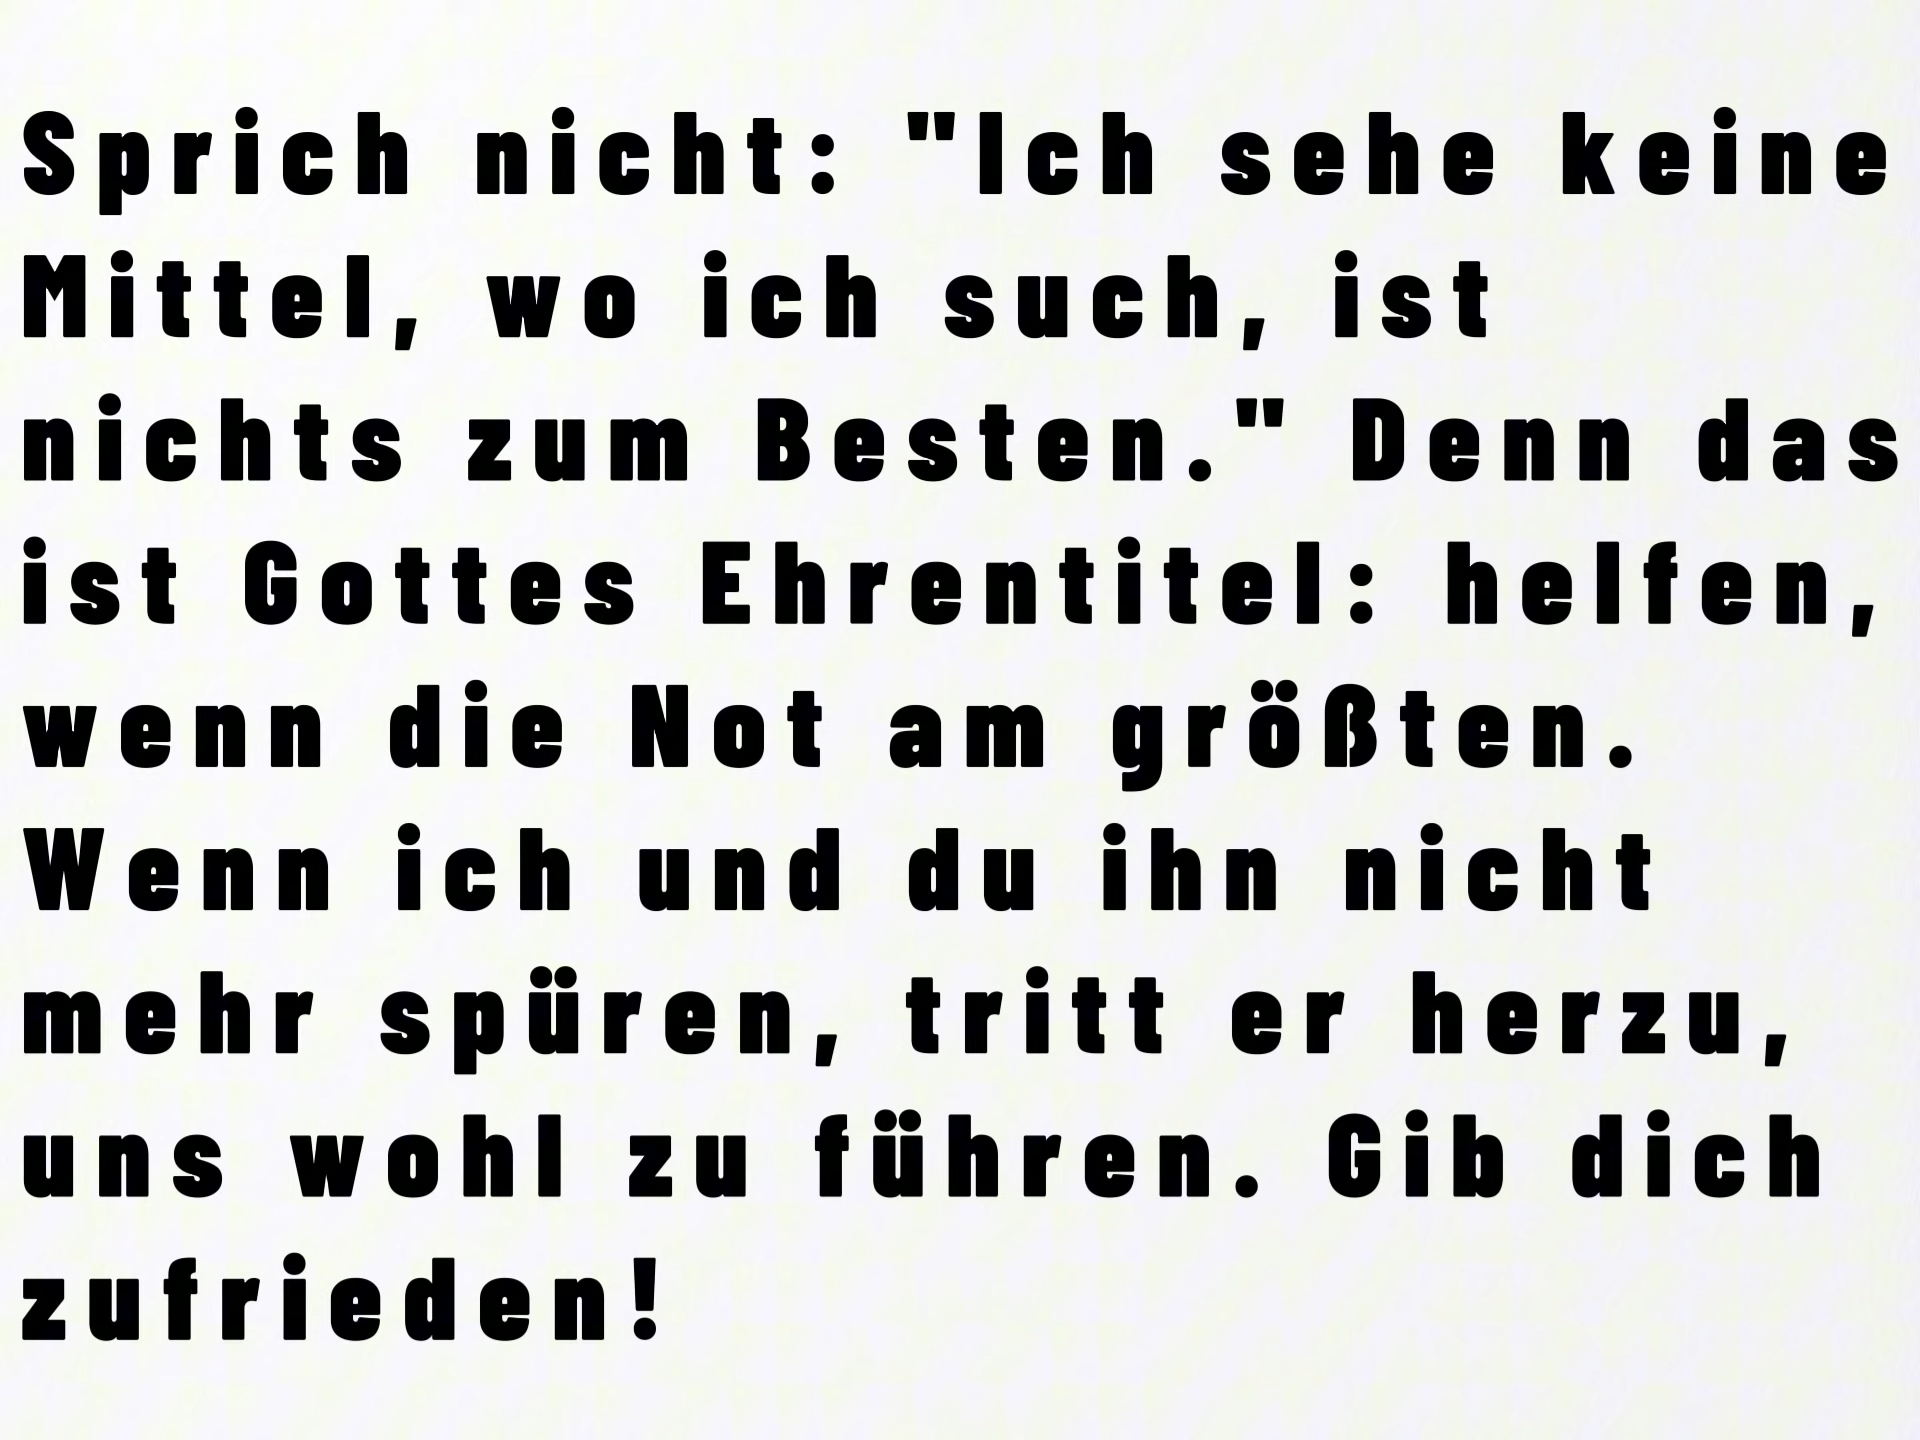 Sprich nicht: "Ich sehe keine
Mittel, wo ich such, ist
nichts zum Besten." Denn das
ist Gottes Ehrentitel: helfen,
wenn die Not am größten.
Wenn ich und du ihn nicht
mehr spüren, tritt er herzu,
uns wohl zu führen. Gib dich
zufrieden!